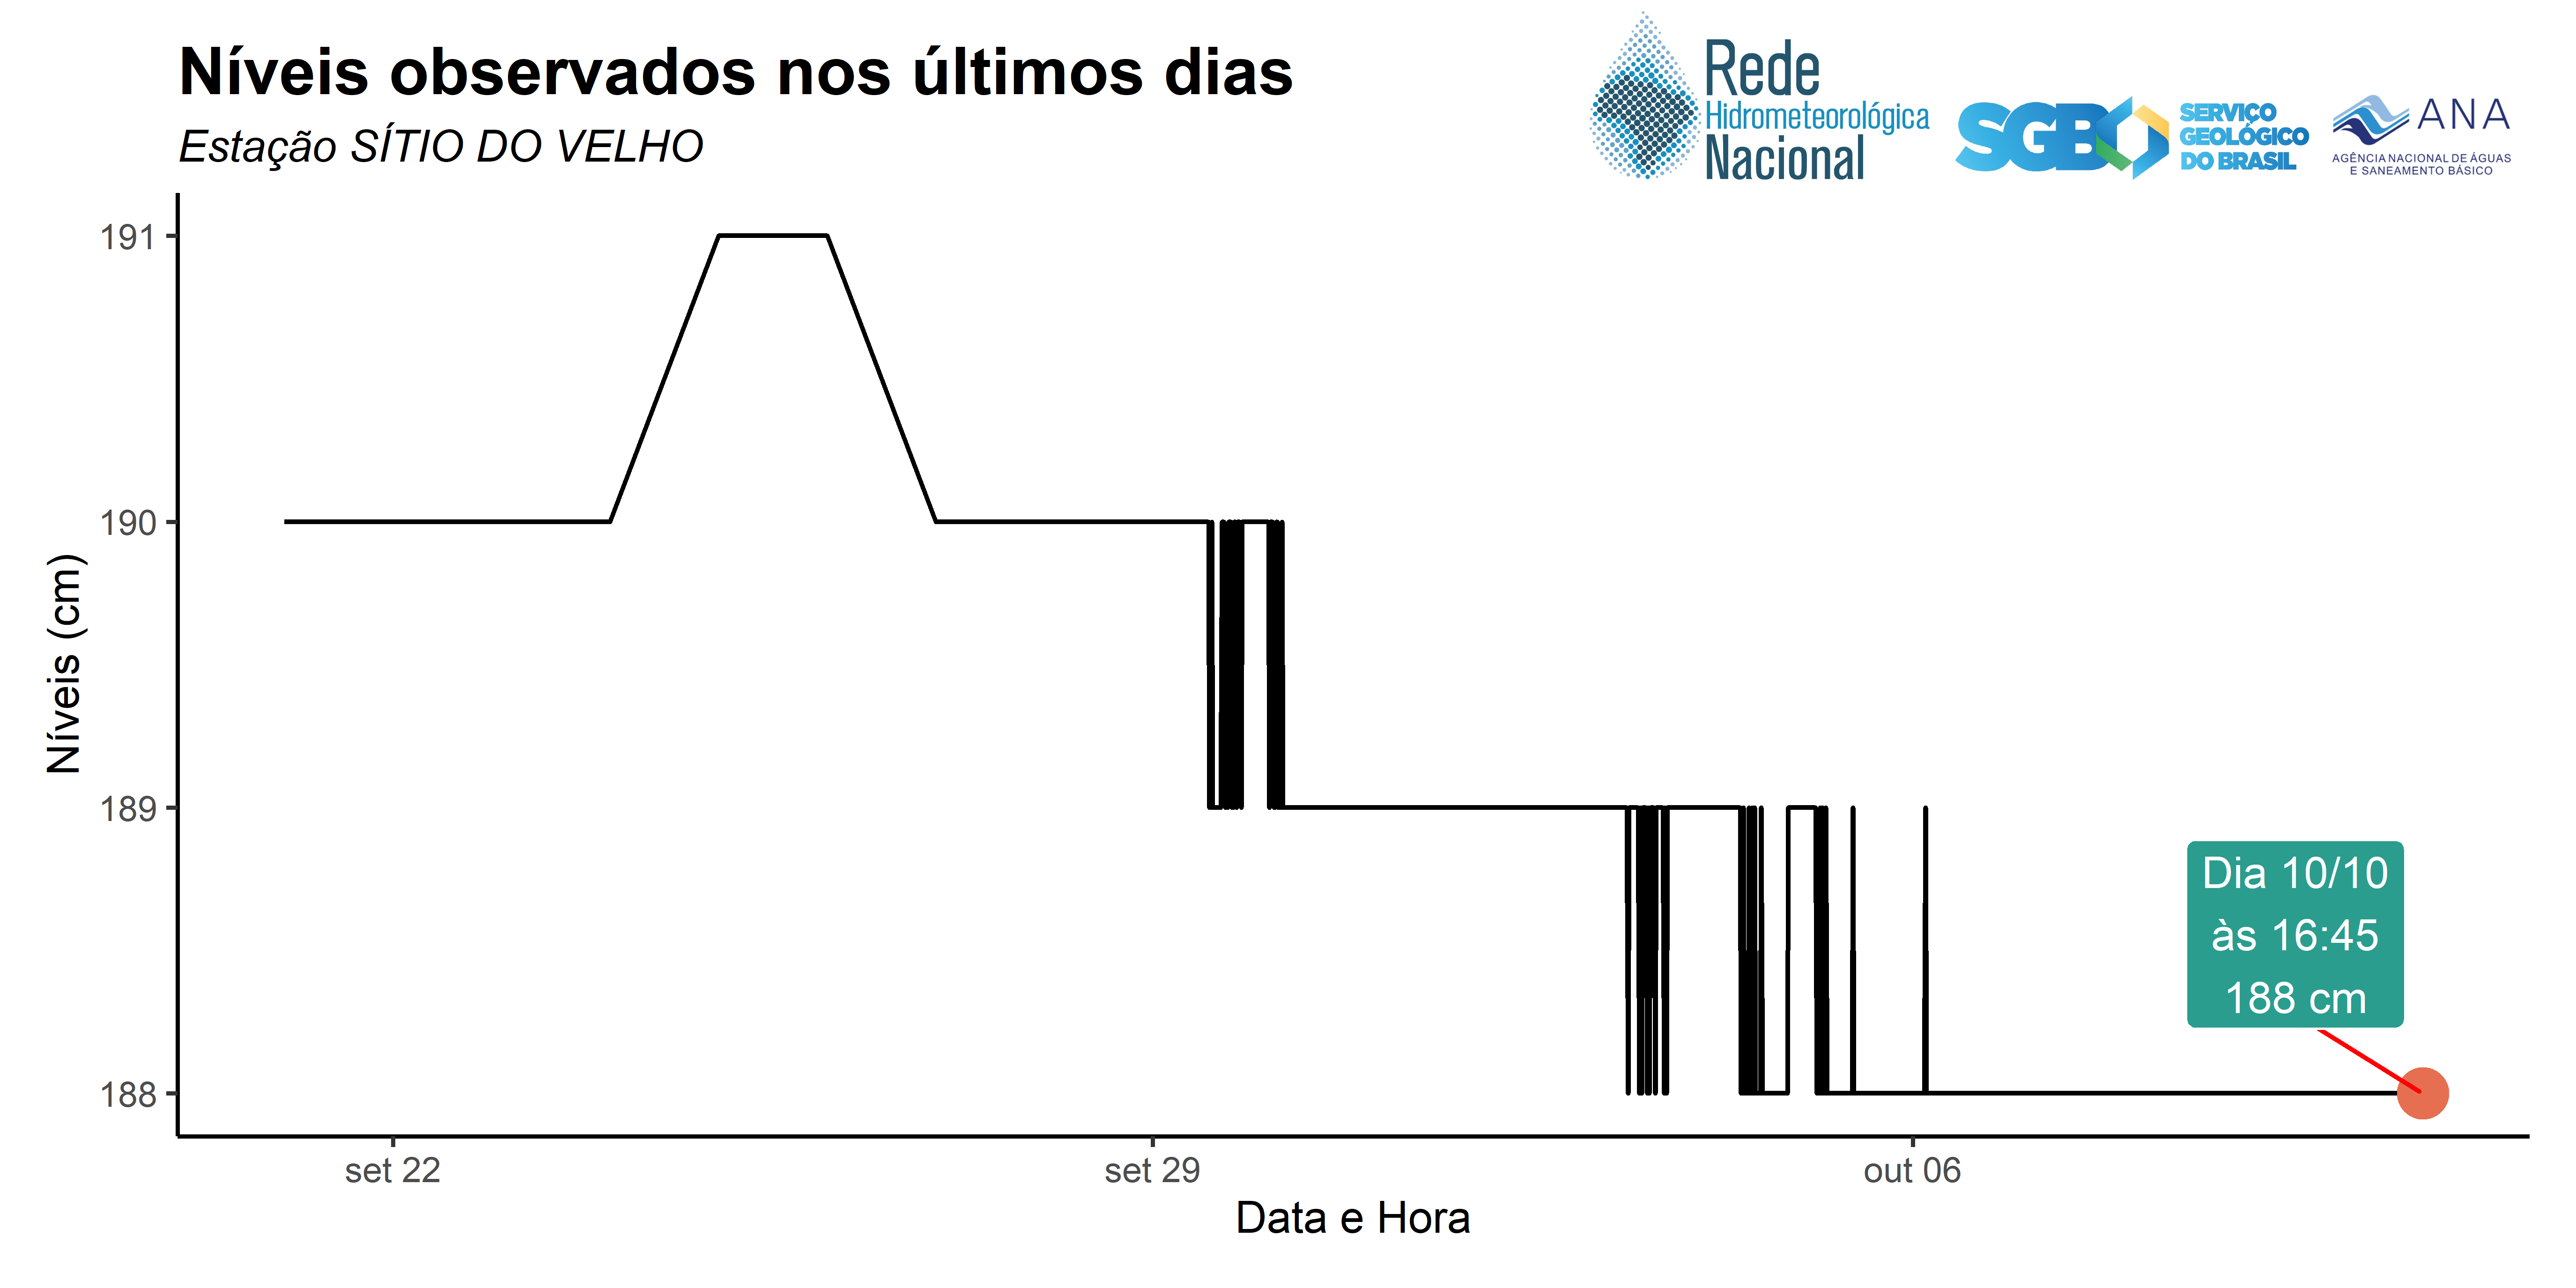 Níveis observados nos últimos dias
Estação SÍTIO DO VELHO
Rede
Hidrometeorológica
Nacional
SGB
SERVIÇO
GEOLÓGICO
DO BRASIL
ANA
AGÊNCIA NACIONAL DE ÁGUAS
E SANEAMENTO BÁSICO
Níveis (cm)
191
190
189
188
Dia 10/10
às 16:45
188 cm
set 22
set 29
out 06
Data e Hora